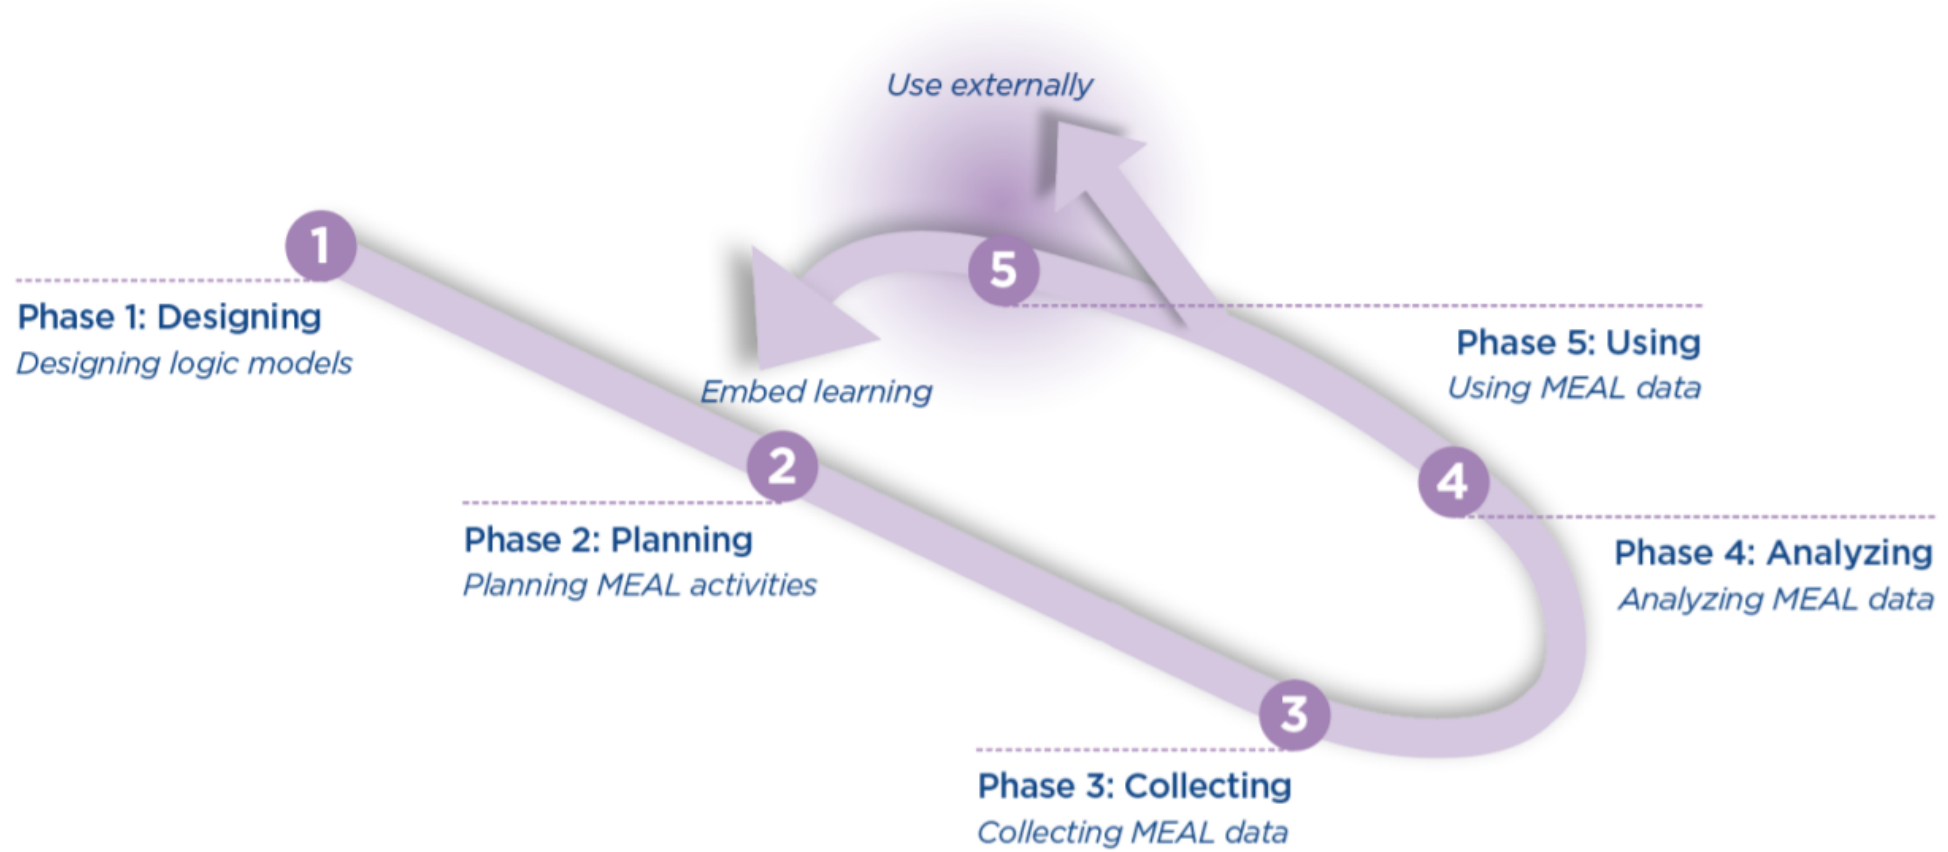 Use externally
1
Phase 1: Designing
Designing logic models
5
Phase 5: Using
Using MEAL data
Embed learning
2
Phase 2: Planning
Planning MEAL activities
4
Phase 4: Analyzing
Analyzing MEAL data
3
Phase 3: Collecting
Collecting MEAL data